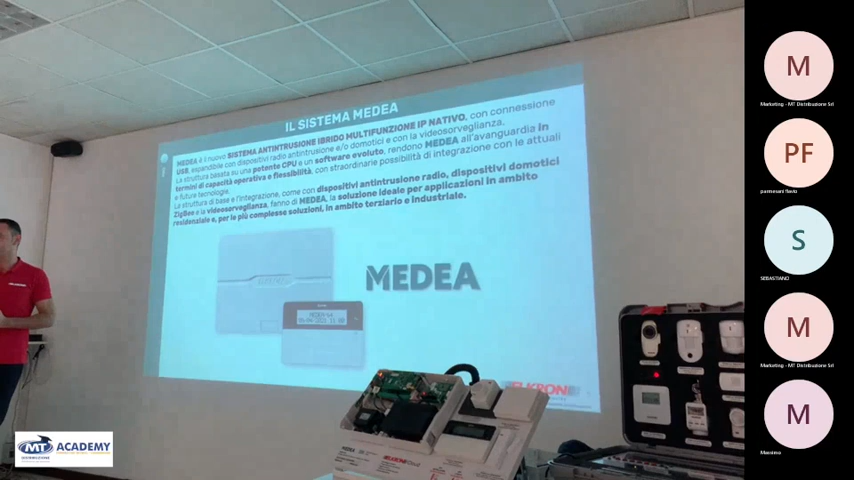 IL SISTEMA MEDEA
MEDEA è il nuovo SISTEMA ANTINTRUSIONE IBRIDO MULTIFUNZIONE IP NATIVO, con connessione
USB, espandibile con dispositivi radio antintrusione e/o domotici e con la videosorveglianza.
La struttura basata su una potente CPU e un software evoluto, rendono MEDEA all'avanguardia in
termini di capacità operativa e flessibilità, con straordinarie possibilità di integrazione con le attuali
e future tecnologie.
La struttura di base e l'integrazione, come con dispositivi antintrusione radio, dispositivi domotici
ZigBee e la videosorveglianza, fanno di MEDEA, la soluzione ideale per applicazioni in ambito
residenziale e, per le più complesse soluzioni, in ambito terziario e industriale.
MEDEA
ELKRON
MEDEA
MT ACADEMY
M
Marketing - MT Distribuzione Srl
PF
parmesani flavio
S
SEBASTIANO
M
Marketing - MT Distribuzione Srl
M
Massimo